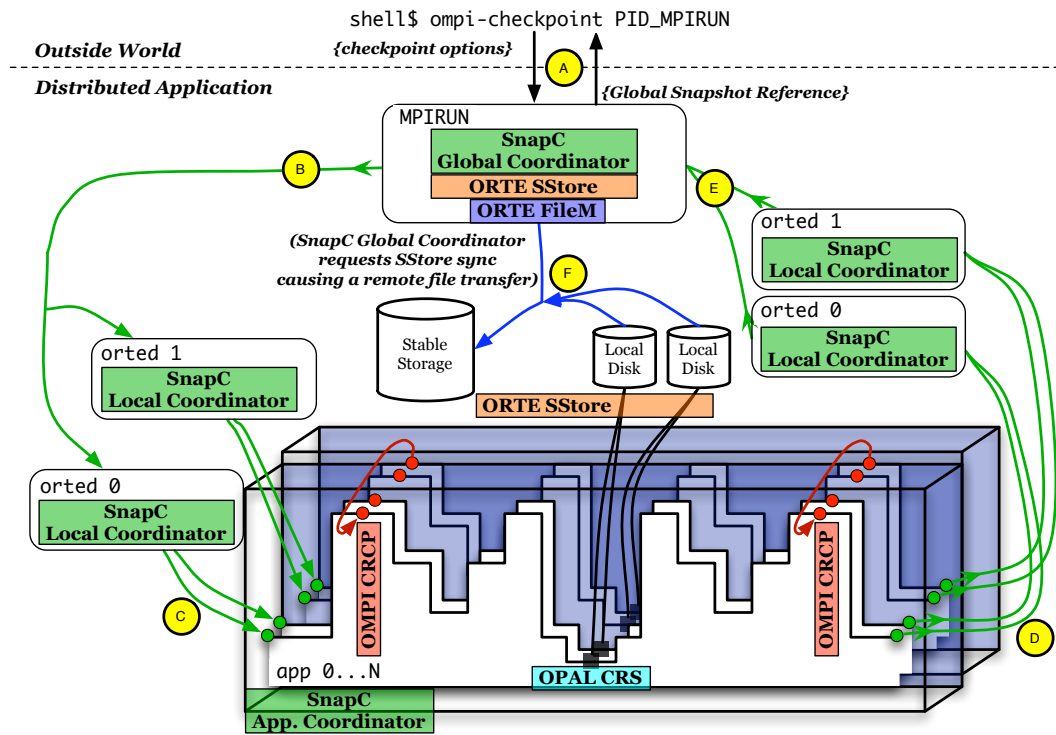 shell$ ompi-checkpoint PID_MPIRUN
{checkpoint options}
Outside World
A
Distributed Application
{Global Snapshot Reference}
MPIRUN
SnapC
Global Coordinator
ORTE SStore
ORTE FileM
B
E
orted 1
SnapC
Local Coordinator
(SnapC Global Coordinator
requests SStore sync
causing a remote file transfer)
F
orted 0
SnapC
Local Coordinator
Stable
Storage
Local
Disk
Local
Disk
orted 1
SnapC
Local Coordinator
ORTE SStore
orted 0
SnapC
Local Coordinator
OMPI CRCP
OMPI CRCP
C
D
app 0...N
OPAL CRS
SnapC
App. Coordinator